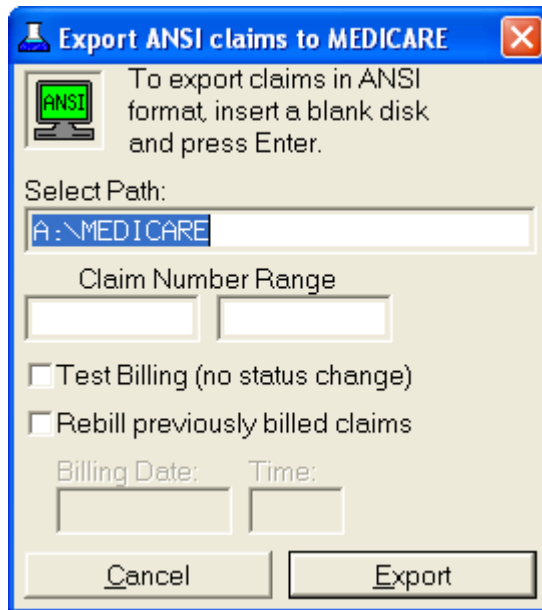 Export ANSI claims to MEDICARE
ANSI
To export claims in ANSI
format, insert a blank disk
and press Enter.
Select Path:
A:\MEDICARE
Claim Number Range
Test Billing (no status change)
Rebill previously billed claims
Billing Date: Time:
Cancel Export